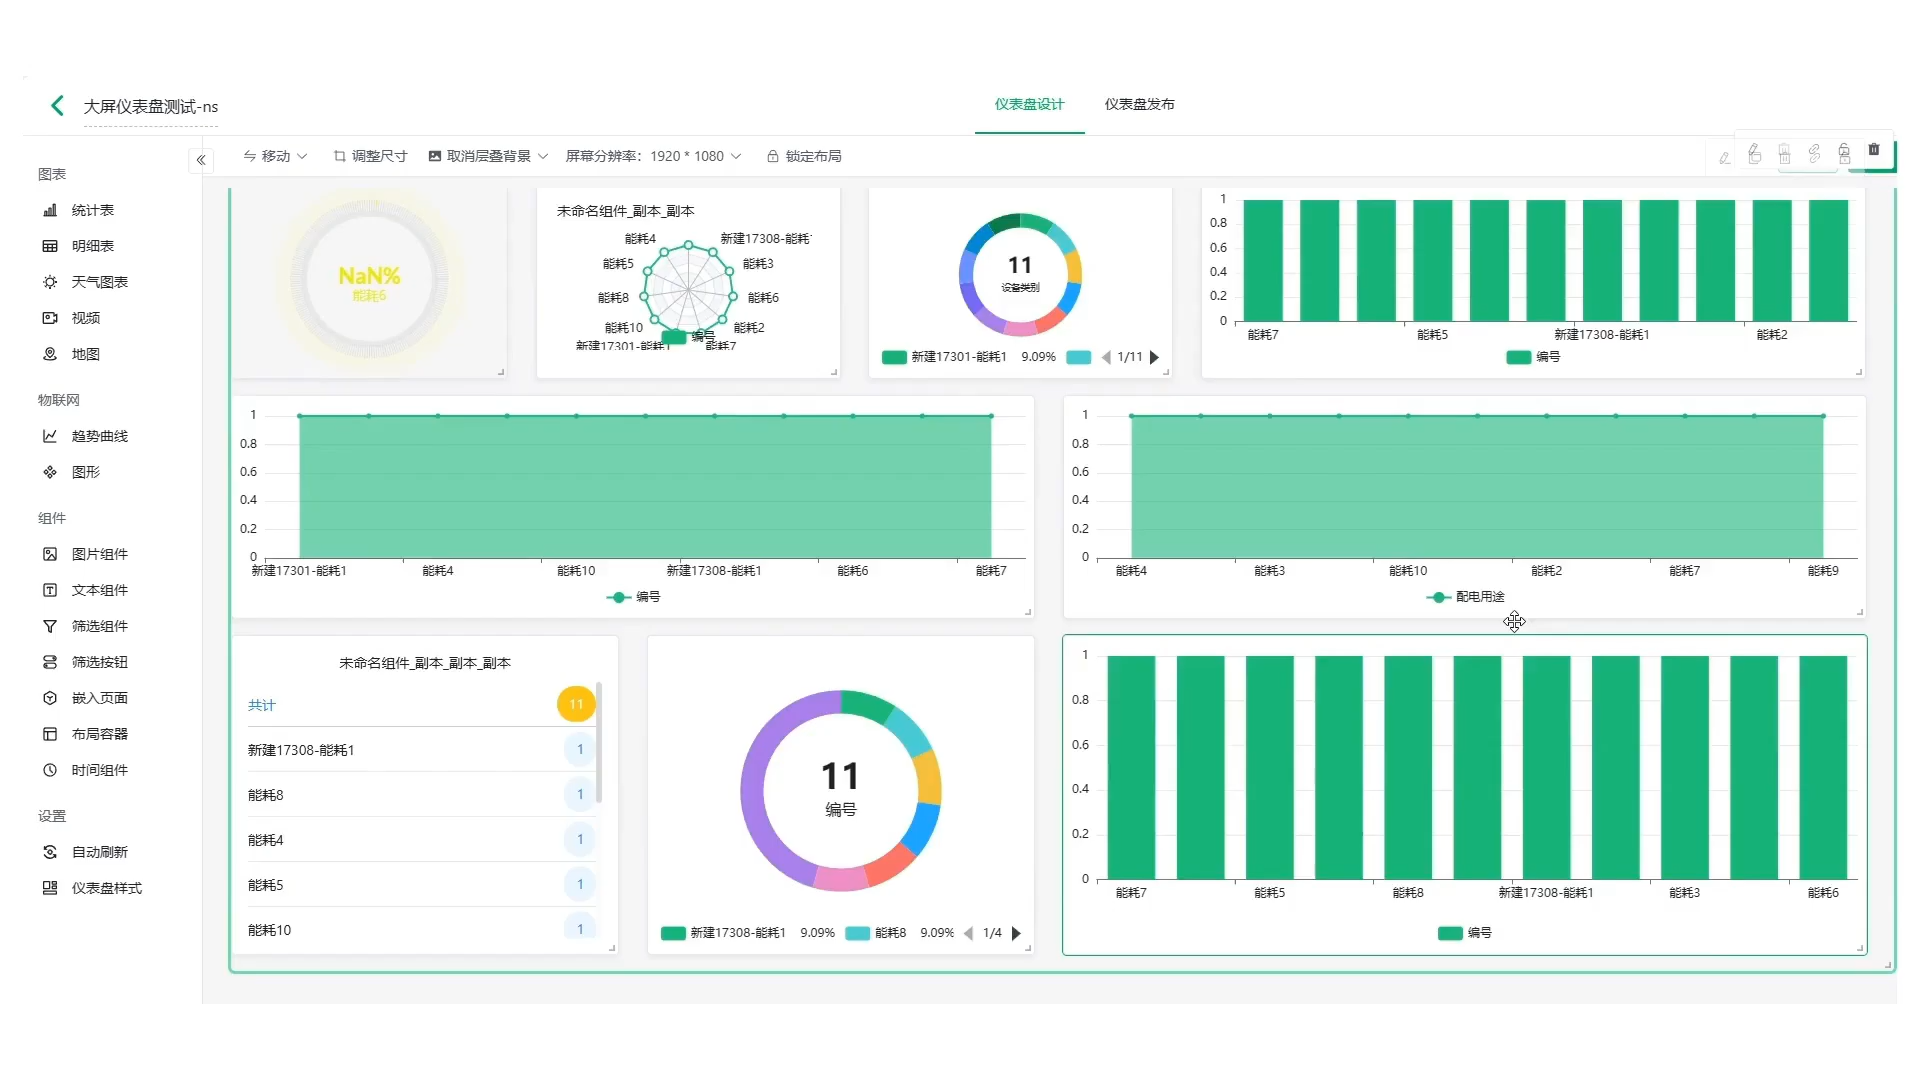 大屏仪表盘测试-ns
仪表盘设计
仪表盘发布
移动
调整尺寸
取消层叠背景
屏幕分辨率：1920 * 1080
锁定布局
图表
统计表
明细表
天气图表
视频
地图
物联网
趋势曲线
图形
组件
图片组件
文本组件
筛选组件
筛选按钮
嵌入页面
布局容器
时间组件
设置
自动刷新
仪表盘样式
NaN%
能耗6
未命名组件_副本_副本
能耗4
新建17308-能耗
能耗5
能耗3
能耗8
能耗6
能耗10
能耗2
新建17301-能耗1
能耗7
编号
11
设备类别
新建17301-能耗1 9.09%
1/11
1
0.8
0.6
0.4
0.2
0
能耗7 能耗5 新建17308-能耗1 能耗2
编号
1
0.8
0.6
0.4
0.2
0
新建17301-能耗1 能耗4 能耗10 新建17308-能耗1 能耗6 能耗7
编号
1
0.8
0.6
0.4
0.2
0
能耗4 能耗3 能耗10 能耗2 能耗7 能耗9
配电用途
未命名组件_副本_副本_副本
共计 11
新建17308-能耗1 1
能耗8 1
能耗4 1
能耗5 1
能耗10 1
11
编号
新建17308-能耗1 9.09% 能耗8 9.09% 1/4
1
0.8
0.6
0.4
0.2
0
能耗7 能耗5 能耗8 新建17308-能耗1 能耗3 能耗6
编号